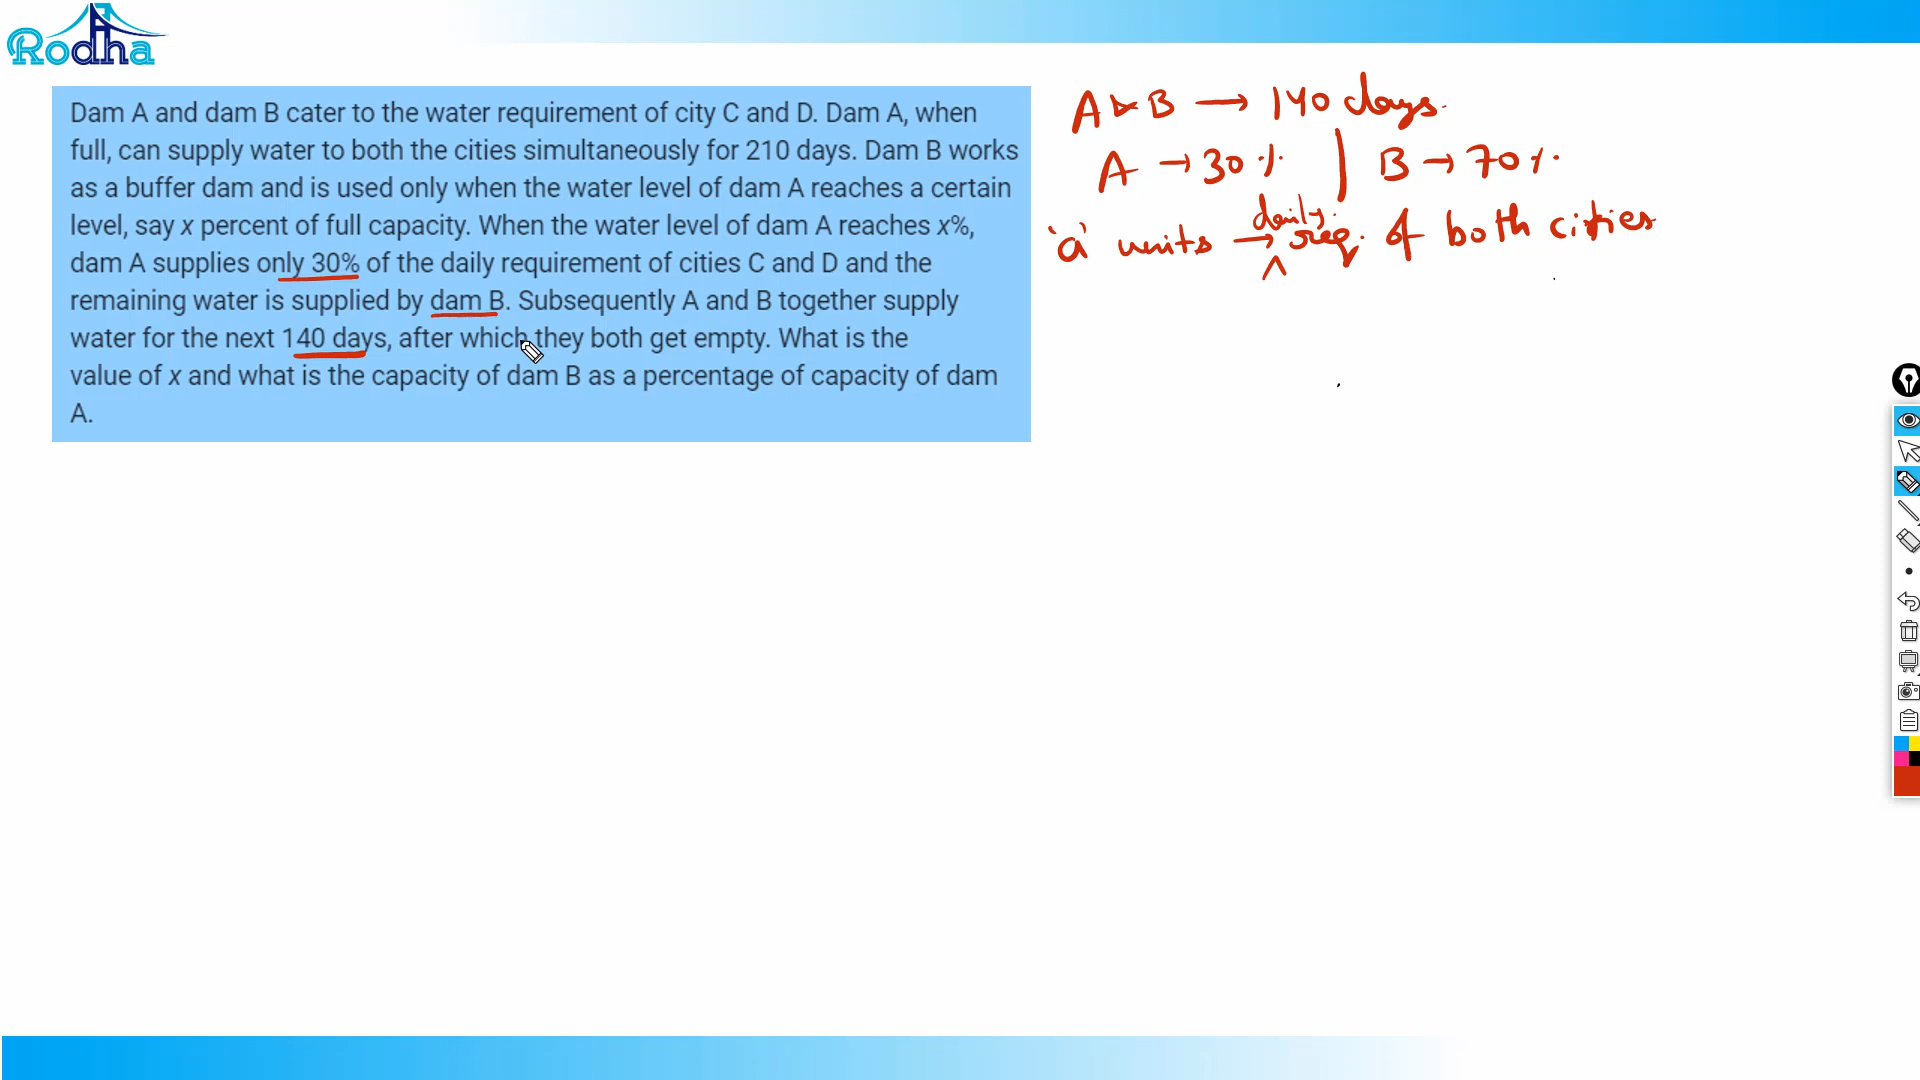 Rodha
Dam A and dam B cater to the water requirement of city C and D. Dam A, when
full, can supply water to both the cities simultaneously for 210 days. Dam B works
as a buffer dam and is used only when the water level of dam A reaches a certain
level, say x percent of full capacity. When the water level of dam A reaches x%,
dam A supplies only 30% of the daily requirement of cities C and D and the
remaining water is supplied by dam B. Subsequently A and B together supply
water for the next 140 days, after which they both get empty. What is the
value of x and what is the capacity of dam B as a percentage of capacity of dam
A.
A & B → 140 days.
A → 30% | B → 70%
'a' units → daily req. of both cities